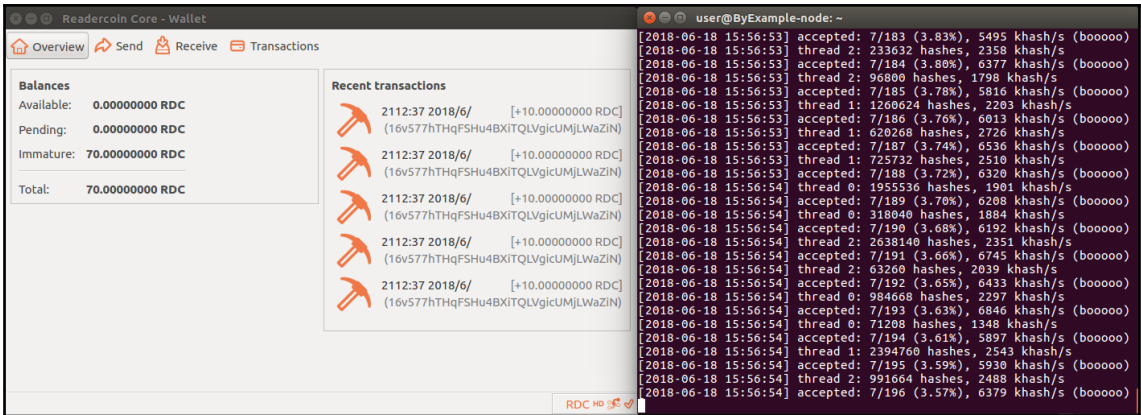 Readercoin Core - Wallet
Overview Send Receive Transactions
Balances
Available: 0.00000000 RDC
Pending: 0.00000000 RDC
Immature: 70.00000000 RDC
Total: 70.00000000 RDC
Recent transactions
2112:37 2018/6/ [+10.00000000 RDC]
(16v577hTHqFSHu4BXiTQLVgicUMjLWaZiN)
2112:37 2018/6/ [+10.00000000 RDC]
(16v577hTHqFSHu4BXiTQLVgicUMjLWaZiN)
2112:37 2018/6/ [+10.00000000 RDC]
(16v577hTHqFSHu4BXiTQLVgicUMjLWaZiN)
2112:37 2018/6/ [+10.00000000 RDC]
(16v577hTHqFSHu4BXiTQLVgicUMjLWaZiN)
2112:37 2018/6/ [+10.00000000 RDC]
(16v577hTHqFSHu4BXiTQLVgicUMjLWaZiN)
RDC HD
user@ByExample-node: ~
[2018-06-18 15:56:53] accepted: 7/183 (3.83%), 5495 khash/s (booooo)
[2018-06-18 15:56:53] thread 2: 233632 hashes, 2358 khash/s
[2018-06-18 15:56:53] accepted: 7/184 (3.80%), 6377 khash/s (booooo)
[2018-06-18 15:56:53] thread 2: 96800 hashes, 1798 khash/s
[2018-06-18 15:56:53] accepted: 7/185 (3.78%), 5816 khash/s (booooo)
[2018-06-18 15:56:53] thread 1: 1260624 hashes, 2203 khash/s
[2018-06-18 15:56:53] accepted: 7/186 (3.76%), 6013 khash/s (booooo)
[2018-06-18 15:56:53] thread 1: 620268 hashes, 2726 khash/s
[2018-06-18 15:56:53] accepted: 7/187 (3.74%), 6536 khash/s (booooo)
[2018-06-18 15:56:53] thread 1: 725732 hashes, 2510 khash/s
[2018-06-18 15:56:53] accepted: 7/188 (3.72%), 6320 khash/s (booooo)
[2018-06-18 15:56:54] thread 0: 1955536 hashes, 1901 khash/s
[2018-06-18 15:56:54] accepted: 7/189 (3.70%), 6208 khash/s (booooo)
[2018-06-18 15:56:54] thread 0: 318040 hashes, 1884 khash/s
[2018-06-18 15:56:54] accepted: 7/190 (3.68%), 6192 khash/s (booooo)
[2018-06-18 15:56:54] thread 2: 2638140 hashes, 2351 khash/s
[2018-06-18 15:56:54] accepted: 7/191 (3.66%), 6745 khash/s (booooo)
[2018-06-18 15:56:54] thread 2: 63260 hashes, 2039 khash/s
[2018-06-18 15:56:54] accepted: 7/192 (3.65%), 6433 khash/s (booooo)
[2018-06-18 15:56:54] thread 0: 984668 hashes, 2297 khash/s
[2018-06-18 15:56:54] accepted: 7/193 (3.63%), 6846 khash/s (booooo)
[2018-06-18 15:56:54] thread 0: 71208 hashes, 1348 khash/s
[2018-06-18 15:56:54] accepted: 7/194 (3.61%), 5897 khash/s (booooo)
[2018-06-18 15:56:54] thread 1: 2394760 hashes, 2543 khash/s
[2018-06-18 15:56:54] accepted: 7/195 (3.59%), 5930 khash/s (booooo)
[2018-06-18 15:56:54] thread 2: 991664 hashes, 2488 khash/s
[2018-06-18 15:56:54] accepted: 7/196 (3.57%), 6379 khash/s (booooo)